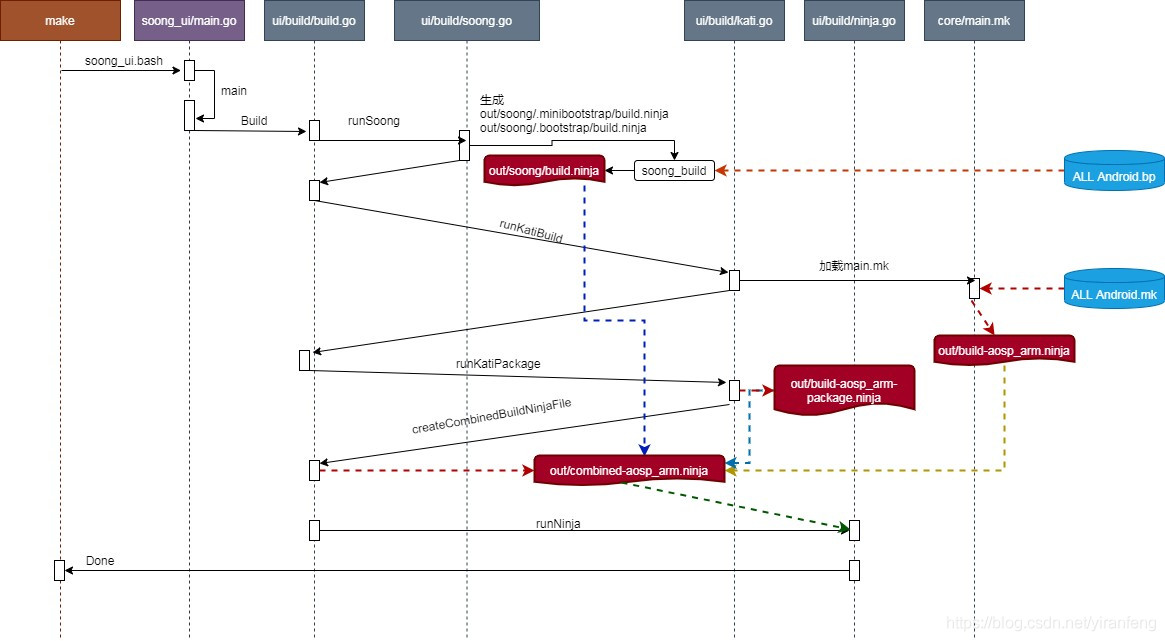 make
soong_ui/main.go
ui/build/build.go
ui/build/soong.go
ui/build/kati.go
ui/build/ninja.go
core/main.mk
soong_ui.bash
main
Build
runSoong
生成
out/soong/.minibootstrap/build.ninja
out/soong/.bootstrap/build.ninja
out/soong/build.ninja
soong_build
ALL Android.bp
runKatiBuild
加载main.mk
ALL Android.mk
out/build-aosp_arm.ninja
runKatiPackage
out/build-aosp_arm-
package.ninja
createCombinedBuildNinjaFile
out/combined-aosp_arm.ninja
runNinja
Done
https://blog.csdn.net/yiranfeng